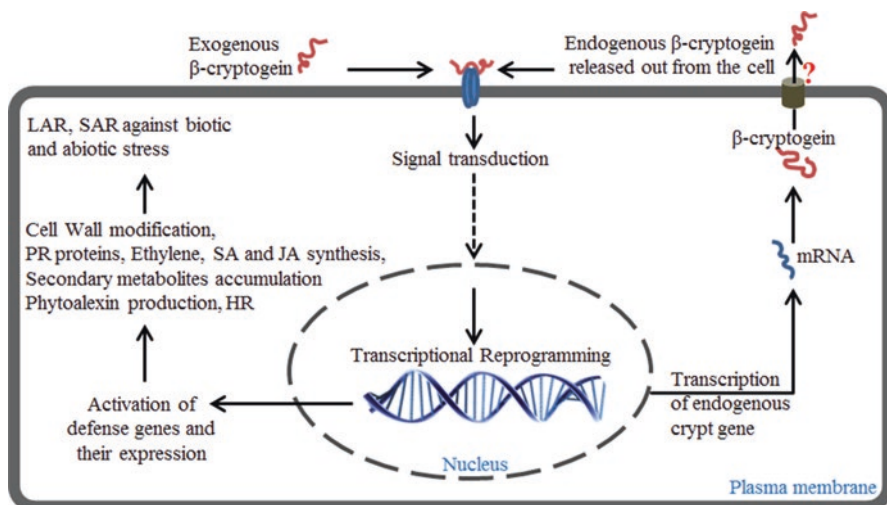 Exogenous
β-cryptogein
Endogenous β-cryptogein
released out from the cell
?
LAR, SAR against biotic
and abiotic stress
Signal transduction
β-cryptogein
Cell Wall modification,
PR proteins, Ethylene, SA and JA synthesis,
Secondary metabolites accumulation
Phytoalexin production, HR
mRNA
Transcriptional Reprogramming
Transcription
of endogenous
crypt gene
Activation of
defense genes and
their expression
Nucleus
Plasma membrane